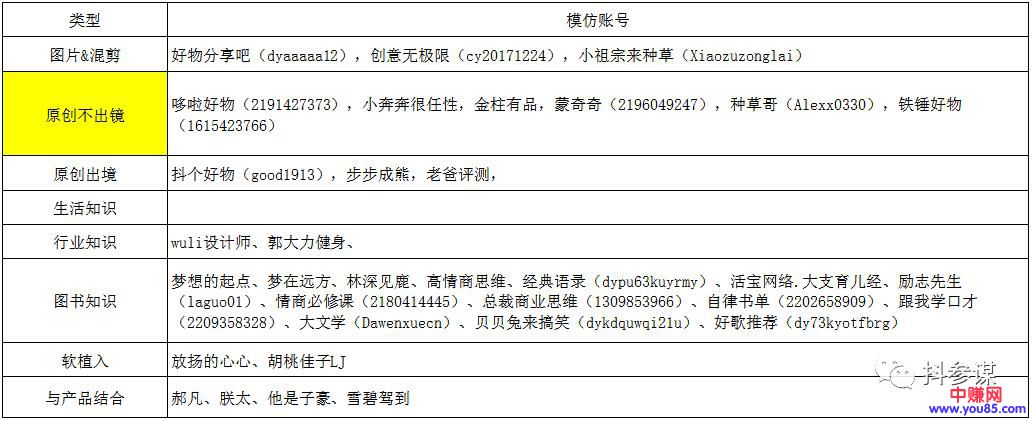 类型 模仿账号
图片&混剪 好物分享吧（dyaaaaa12），创意无极限（cy20171224），小祖宗来种草（Xiaozuzonglai）
原创不出镜 哆啦好物（2191427373），小奔奔很任性，金柱有品，蒙奇奇（2196049247），种草哥（Alexx0330），铁锤好物
（1615423766）
原创出境 抖个好物（good1913），步步成熊，老爸评测，
生活知识
行业知识 wuli设计师、郭大力健身、
图书知识 梦想的起点、梦在远方、林深见鹿、高情商思维、经典语录（dypu63kuyrmy）、活宝网络.大支育儿经、励志先生
（laguo01）、情商必修课（2180414445）、总裁商业思维（1309853966）、自律书单（2202658909）、跟我学口才
（2209358328）、大文学（Dawenxuecn）、贝贝兔来搞笑（dykdquwqi21u）、好歌推荐（dy73kyotfbrg）
软植入 放扬的心心、胡桃佳子LJ
与产品结合 郝凡、朕太、他是子豪、雪碧驾到
抖参谋
中赚网
www.you85.com